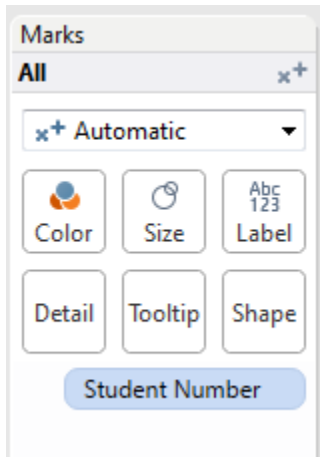 Marks
All
Automatic
Color
Size
Abc
123
Label
Detail
Tooltip
Shape
Student Number